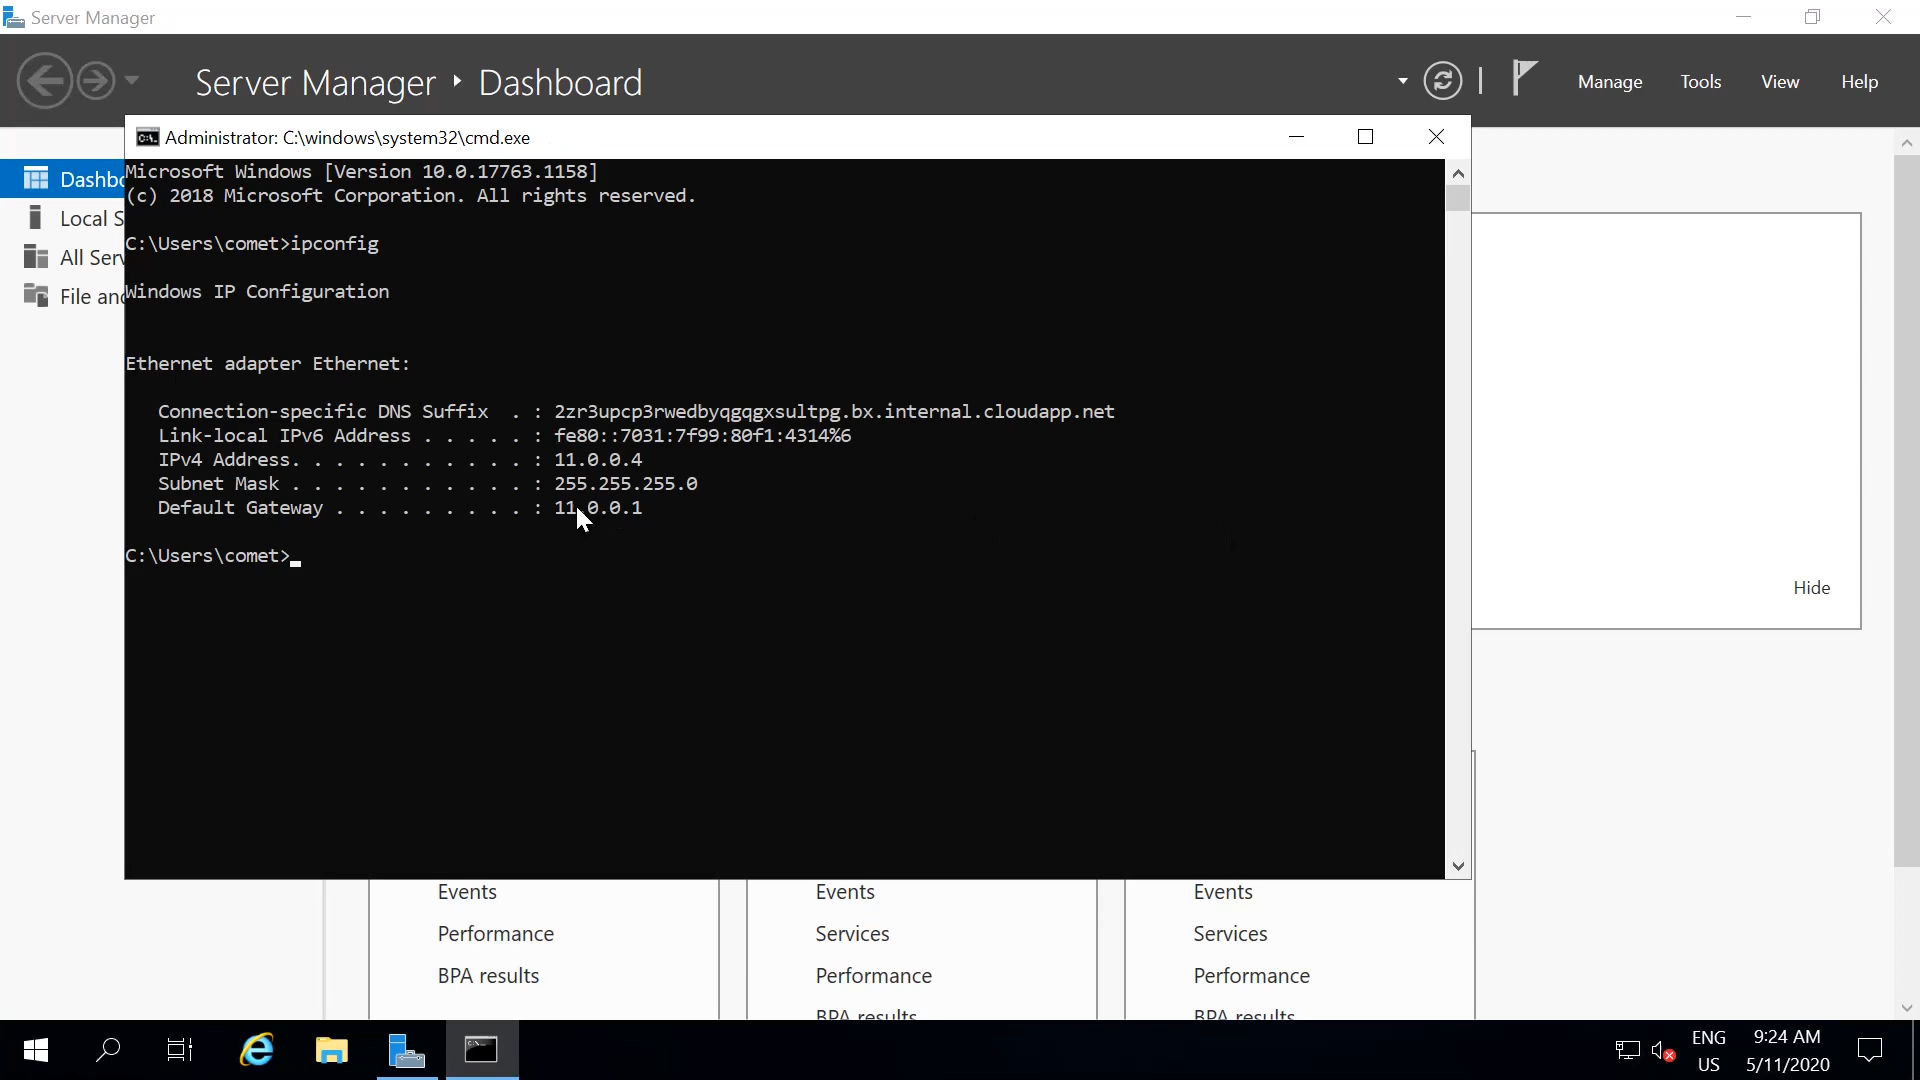 Server Manager
Server Manager ‣ Dashboard
Manage Tools View Help
Administrator: C:\windows\system32\cmd.exe
Dashbo
Local S
All Serv
File and
Microsoft Windows [Version 10.0.17763.1158]
(c) 2018 Microsoft Corporation. All rights reserved.
C:\Users\comet>ipconfig
Windows IP Configuration
Ethernet adapter Ethernet:
Connection-specific DNS Suffix . : 2zr3upcp3rwedbyqgqgxsultpg.bx.internal.cloudapp.net
Link-local IPv6 Address . . . . . : fe80::7031:7f99:80f1:4314%6
IPv4 Address. . . . . . . . . . . : 11.0.0.4
Subnet Mask . . . . . . . . . . . : 255.255.255.0
Default Gateway . . . . . . . . . : 11.0.0.1
C:\Users\comet>
Hide
Events
Performance
BPA results
Events
Services
Performance
BPA results
Events
Services
Performance
BPA results
ENG
US
9:24 AM
5/11/2020